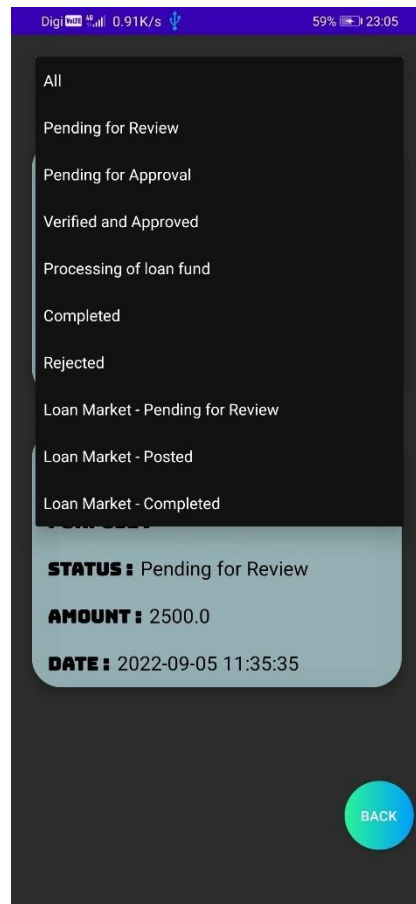 Digi VoLTE 4G 0.91K/s 59% 23:05
All
Pending for Review
Pending for Approval
Verified and Approved
Processing of loan fund
Completed
Rejected
Loan Market - Pending for Review
Loan Market - Posted
Loan Market - Completed
STATUS : Pending for Review
AMOUNT : 2500.0
DATE : 2022-09-05 11:35:35
BACK